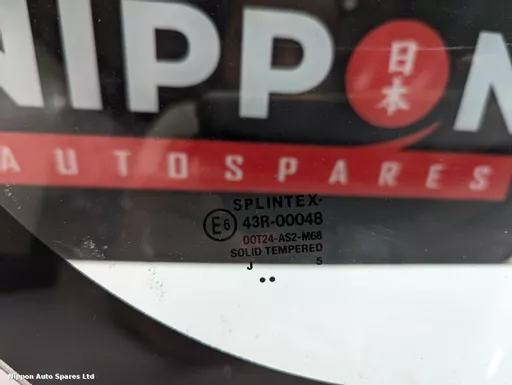 NIPPON
日本
AUTOSPARES
SPLINTEX
E6 43R-00048
DOT24-AS2-M68
SOLID TEMPERED
J 5
Nippon Auto Spares Ltd